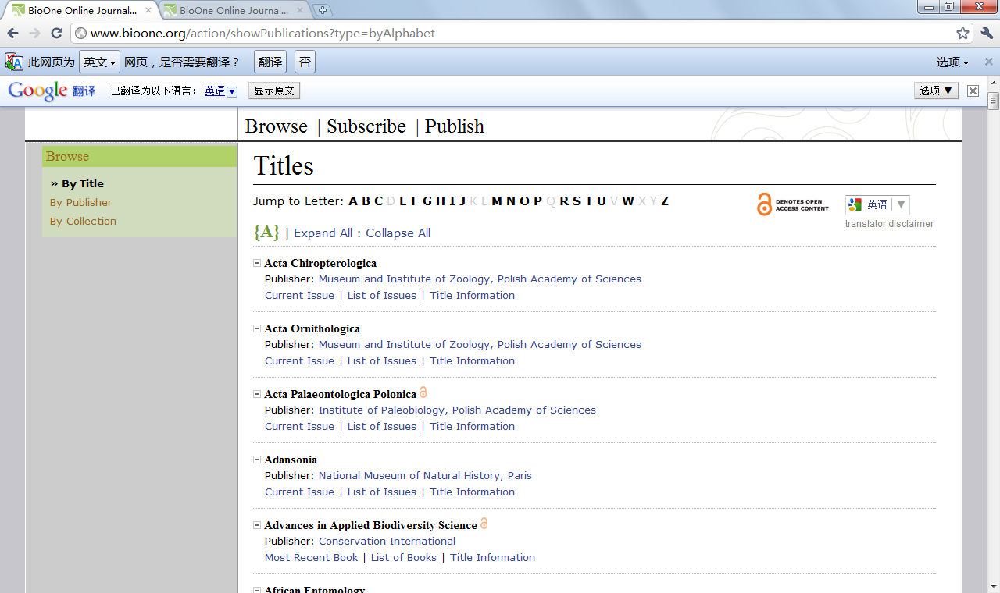 BioOne Online Journal...
BioOne Online Journal...
www.bioone.org/action/showPublications?type=byAlphabet
此网页为 英文 网页，是否需要翻译？ 翻译 否 选项
Google 翻译 已翻译为以下语言： 英语 显示原文 选项 ▼
Browse | Subscribe | Publish
Browse
» By Title
By Publisher
By Collection
Titles
Jump to Letter: A B C D E F G H I J K L M N O P Q R S T U V W X Y Z
DENOTES OPEN
ACCESS CONTENT
英语 ▼
translator disclaimer
{A} | Expand All : Collapse All
Acta Chiropterologica
Publisher: Museum and Institute of Zoology, Polish Academy of Sciences
Current Issue | List of Issues | Title Information
Acta Ornithologica
Publisher: Museum and Institute of Zoology, Polish Academy of Sciences
Current Issue | List of Issues | Title Information
Acta Palaeontologica Polonica
Publisher: Institute of Paleobiology, Polish Academy of Sciences
Current Issue | List of Issues | Title Information
Adansonia
Publisher: National Museum of Natural History, Paris
Current Issue | List of Issues | Title Information
Advances in Applied Biodiversity Science
Publisher: Conservation International
Most Recent Book | List of Books | Title Information
African Entomology